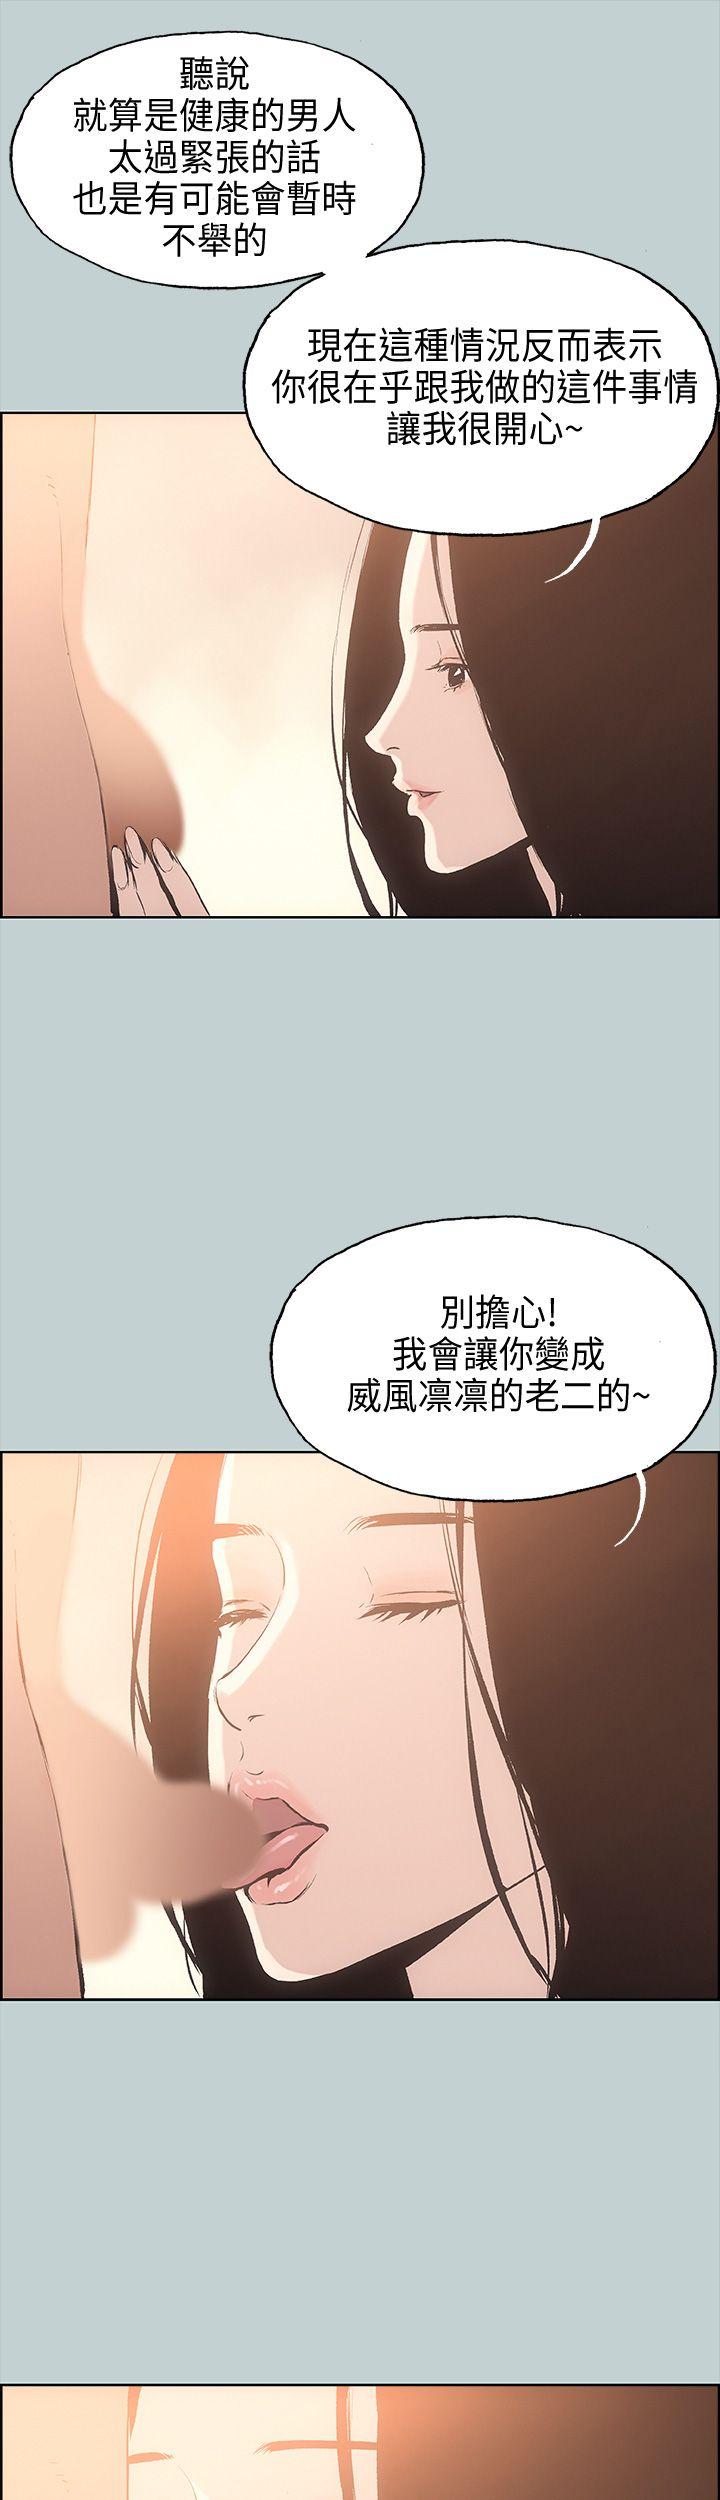 聽說
就算是健康的男人
太過緊張的話
也是有可能會暫時
不舉的
現在這種情況反而表示
你很在乎跟我做的這件事情
讓我很開心~
別擔心!
我會讓你變成
威風凛凛的老二的~